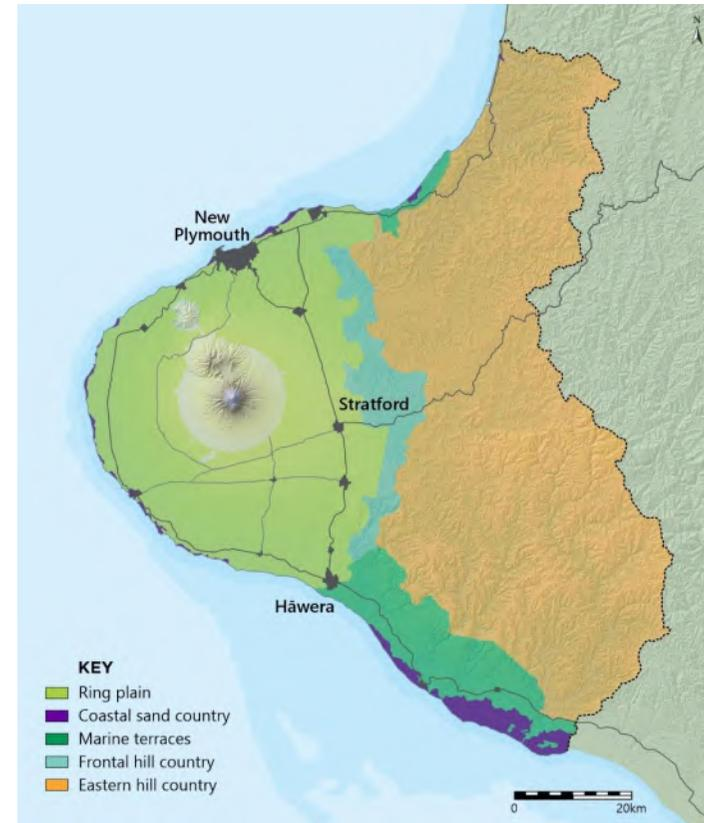 N
New
Plymouth
Stratford
Hāwera
KEY
Ring plain
Coastal sand country
Marine terraces
Frontal hill country
Eastern hill country
0 20km